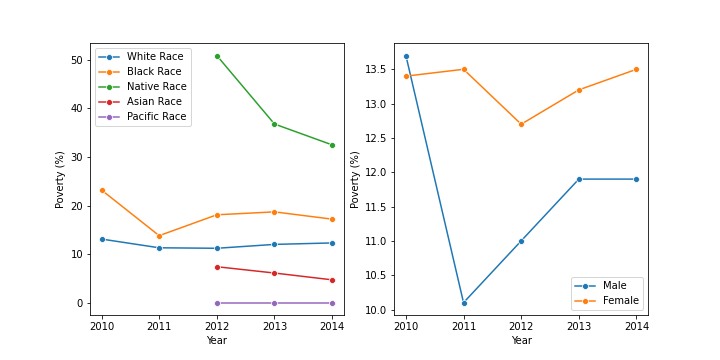 50
40
30
20
10
0
Poverty (%)
White Race
Black Race
Native Race
Asian Race
Pacific Race
2010 2011 2012 2013 2014
Year
13.5
13.0
12.5
12.0
11.5
11.0
10.5
10.0
Poverty (%)
Male
Female
2010 2011 2012 2013 2014
Year